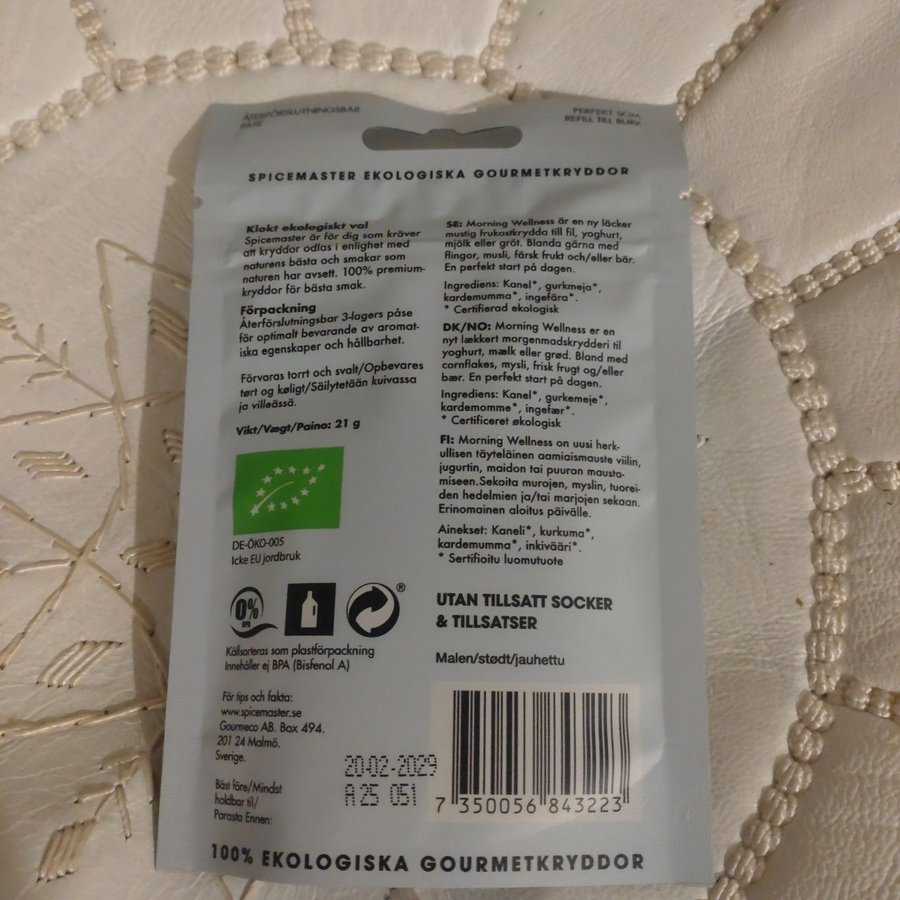 ÅTERFÖRSLUTNINGSBAR
PÅSE
PERFEKT SOM
REFILL TILL BURK
SPICEMASTER EKOLOGISKA GOURMETKRYDDOR
Klokt ekologiskt val
Spicemaster är för dig som kräver
att kryddor odlas i enlighet med
naturens bästa och smakar som
naturen har avsett. 100% premium-
kryddor för bästa smak.
Förpackning
Återförslutningsbar 3-lagers påse
för optimalt bevarande av aromat-
iska egenskaper och hållbarhet.
Förvaras torrt och svalt/Opbevares
tørt og køligt/Säilytetään kuivassa
ja villeässä.
Vikt/Vægt/Paino: 21 g
DE-ÖKO-005
Icke EU jordbruk
0%
BPA
®
Källsorteras som plastförpackning
Innehåller ej BPA (Bisfenol A)
För tips och fakta:
www.spicemaster.se
Gourmeco AB. Box 494.
201 24 Malmö.
Sverige.
Bäst före/Mindst
holdbar til/
Parasta Ennen:
20-02-2029
A25 051
SE: Morning Wellness är en ny läcker
mustig frukostkrydda till fil, yoghurt,
mjölk eller gröt. Blanda gärna med
flingor, musli, färsk frukt och/eller bär.
En perfekt start på dagen.
Ingrediens: Kanel*, gurkmeja*,
kardemumma*, ingefära*.
* Certifierad ekologisk
DK/NO: Morning Wellness er en
nyt lækkert morgenmadskrydderi til
yoghurt, mælk eller grød. Bland med
cornflakes, mysli, frisk frugt og/eller
bær. En perfekt start på dagen.
Ingrediens: Kanel*, gurkemeje*,
kardemomme*, ingefær*.
* Certificeret økologisk
FI: Morning Wellness on uusi herk-
ullisen täyteläinen aamiaismauste viilin,
jugurtin, maidon tai puuron mausta-
miseen.Sekoita murojen, myslin, tuorei-
den hedelmien ja/tai marjojen sekaan.
Erinomainen aloitus päivälle.
Ainekset: Kaneli*, kurkuma*,
kardemumma*, inkivääri*.
* Sertifioitu luomutuote
UTAN TILLSATT SOCKER
& TILLSATSER
Malen/stødt/jauhettu
7 350056 843223
100% EKOLOGISKA GOURMETKRYDDOR